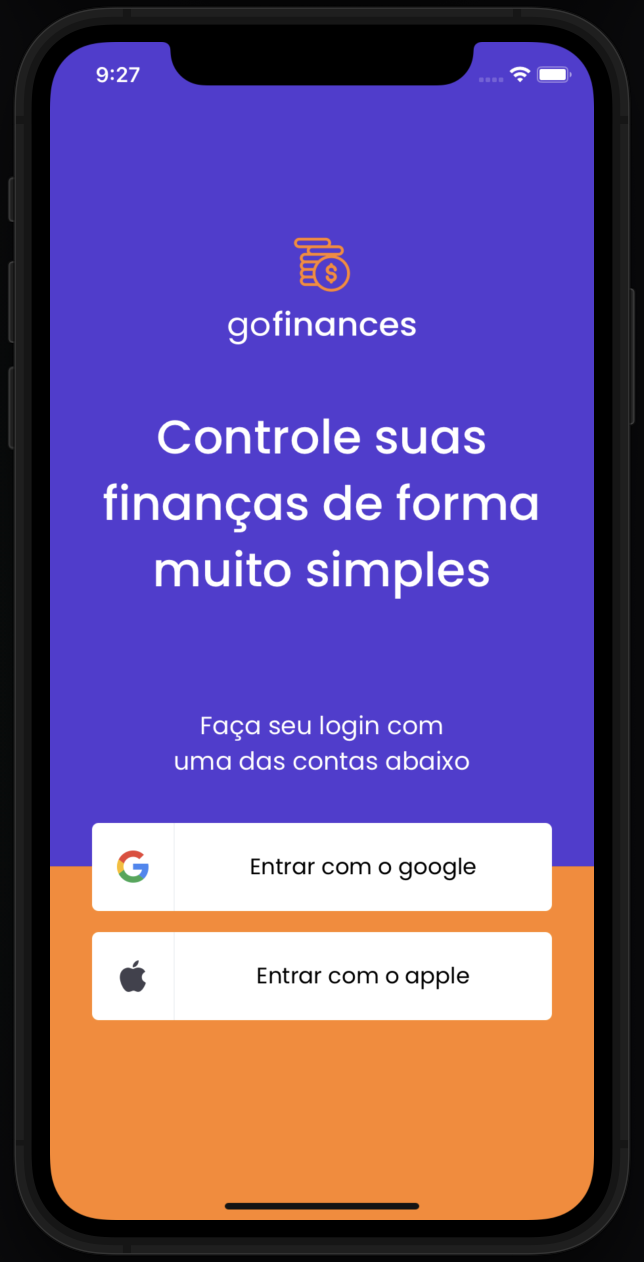 9:27
$
gofinances
Controle suas
finanças de forma
muito simples
Faça seu login com
uma das contas abaixo
Entrar com o google
Entrar com o apple